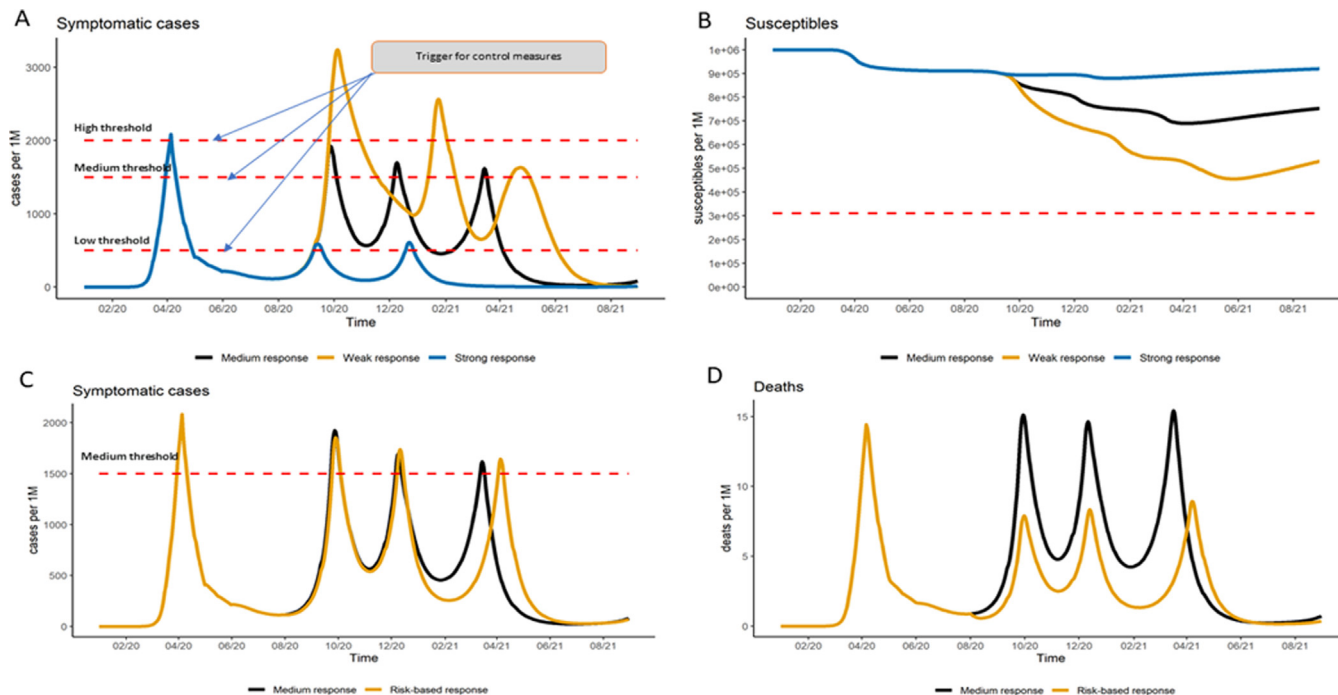 A
Symptomatic cases
Trigger for control measures
3000
High threshold
2000
Medium threshold
1000
Low threshold
0
cases per 1M
02/20 04/20 06/20 08/20 10/20 12/20 02/21 04/21 06/21 08/21
Time
Medium response Weak response Strong response
B
Susceptibles
1e+06
9e+05
8e+05
7e+05
6e+05
5e+05
4e+05
3e+05
2e+05
1e+05
0e+00
susceptibles per 1M
02/20 04/20 06/20 08/20 10/20 12/20 02/21 04/21 06/21 08/21
Time
Medium response Weak response Strong response
C
Symptomatic cases
2000
Medium threshold
1500
1000
500
0
cases per 1M
02/20 04/20 06/20 08/20 10/20 12/20 02/21 04/21 06/21 08/21
Time
Medium response Risk-based response
D
Deaths
15
10
5
0
deats per 1M
02/20 04/20 06/20 08/20 10/20 12/20 02/21 04/21 06/21 08/21
Time
Medium response Risk-based response